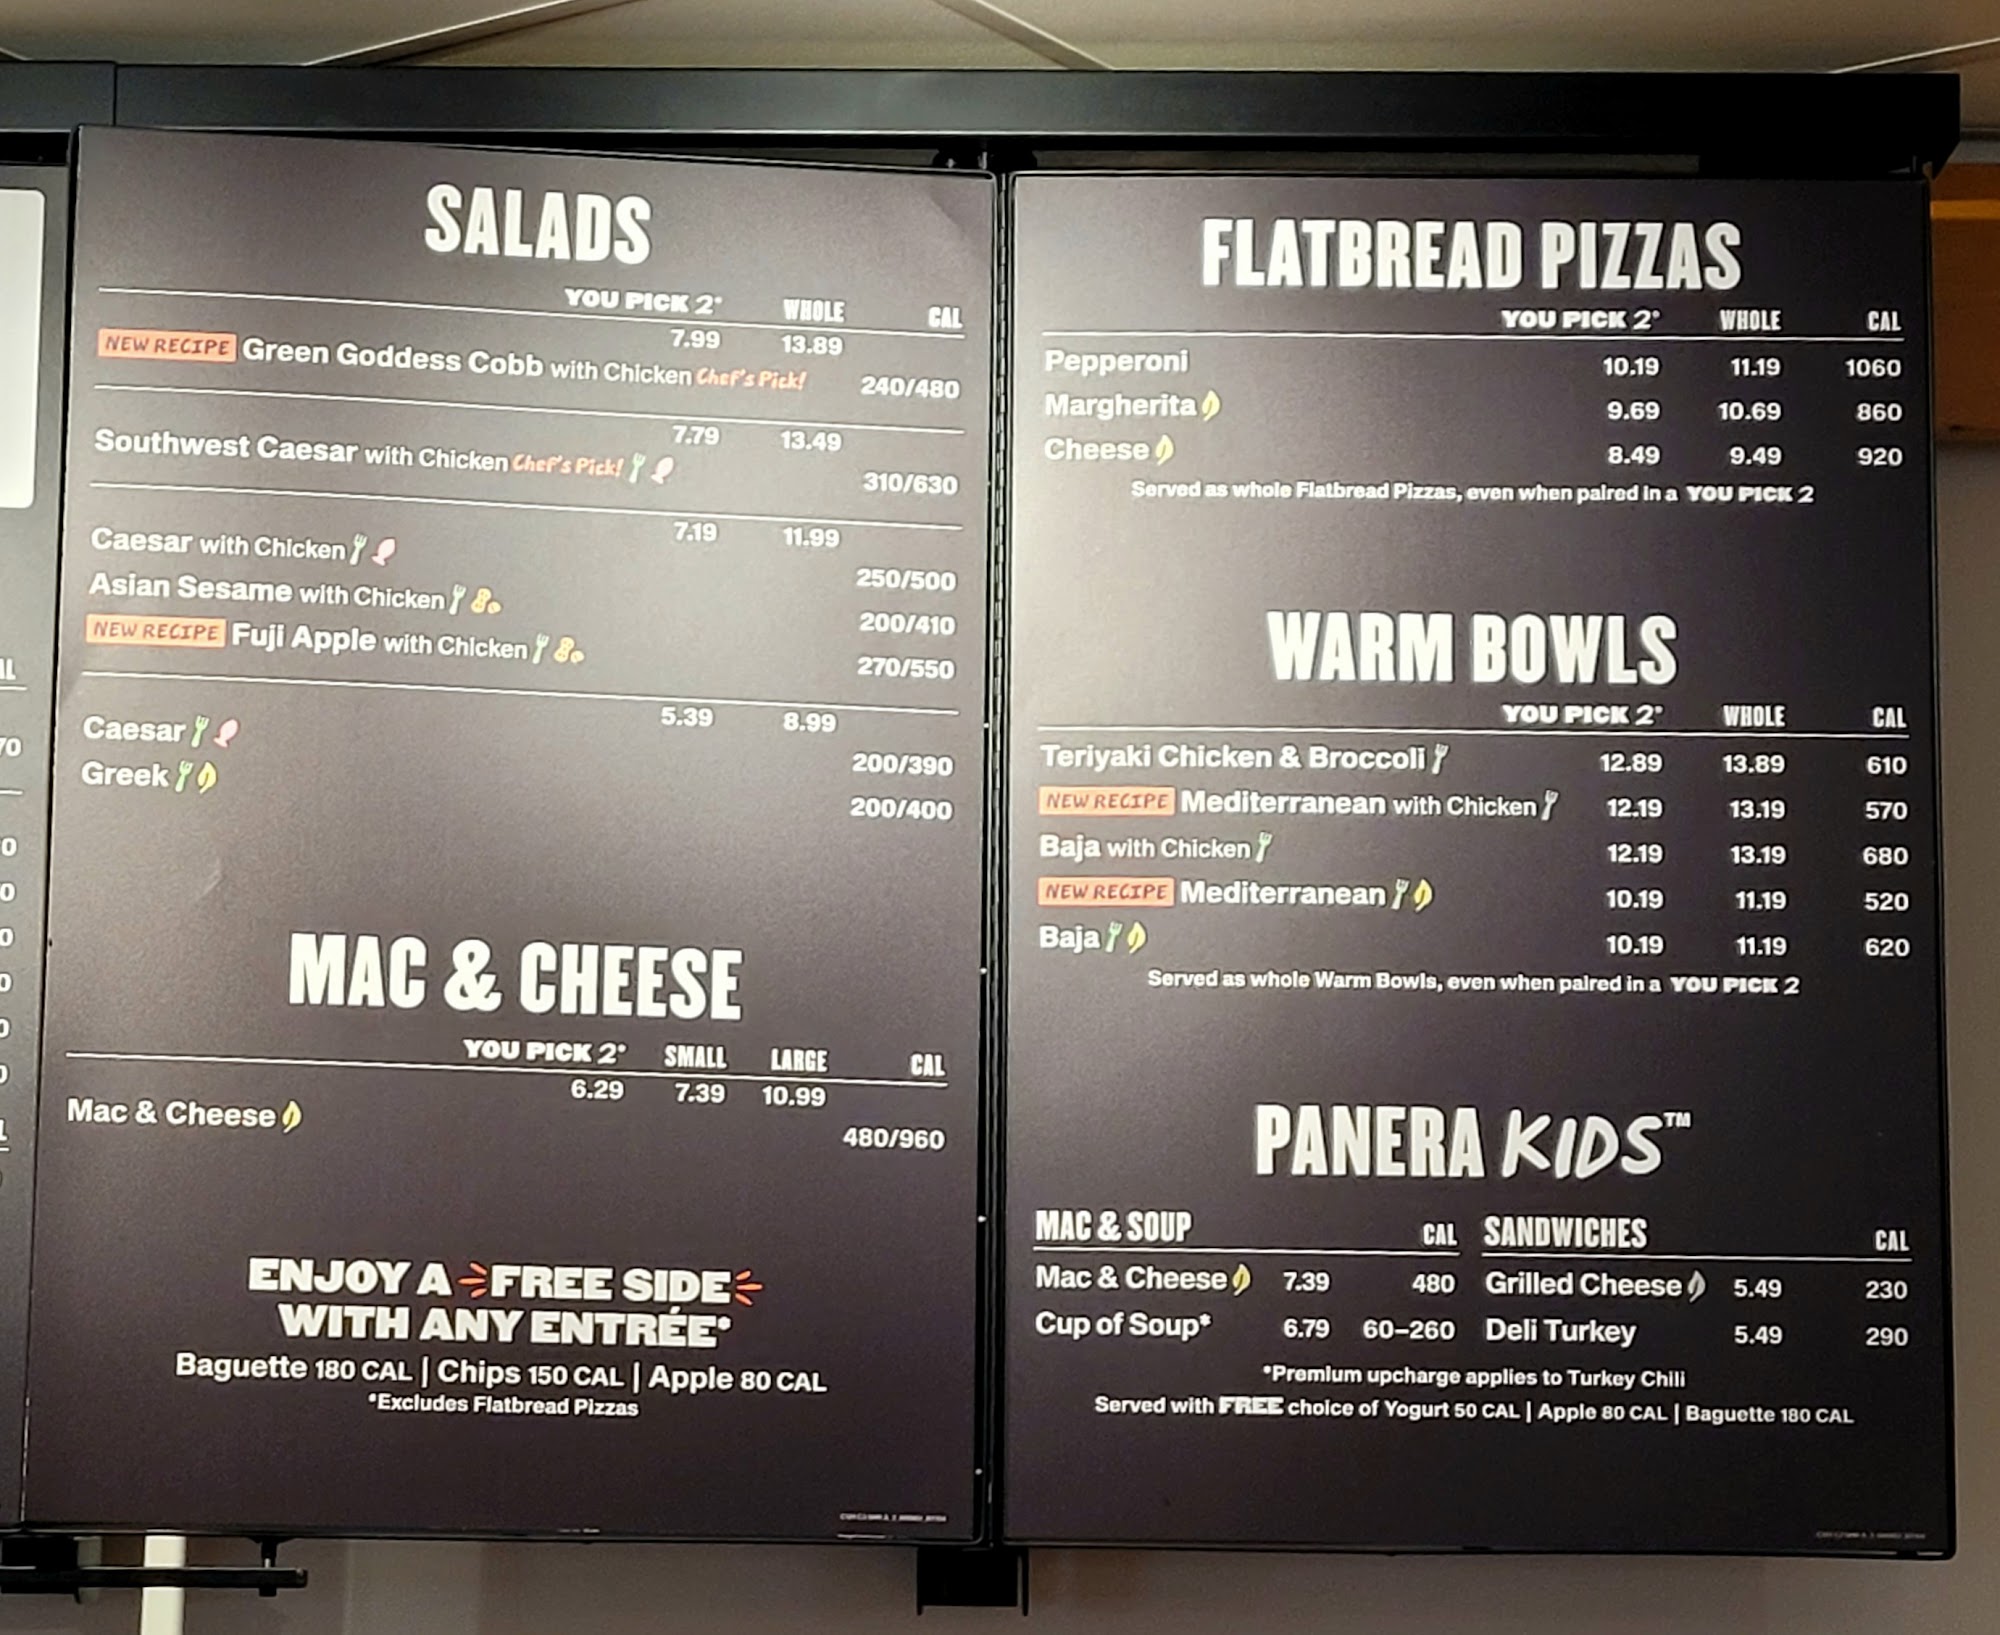 SALADS
YOU PICK 2* WHOLE CAL
7.99 13.89
NEW RECIPE Green Goddess Cobb with Chicken Chef's Pick! 240/480
7.79 13.49
Southwest Caesar with Chicken Chef's Pick! 310/630
7.19 11.99
Caesar with Chicken 250/500
Asian Sesame with Chicken 200/410
NEW RECIPE Fuji Apple with Chicken 270/550
5.39 8.99
Caesar 200/390
Greek 200/400
MAC & CHEESE
YOU PICK 2* SMALL LARGE CAL
6.29 7.39 10.99
Mac & Cheese 480/960
ENJOY A FREE SIDE
WITH ANY ENTRÉE*
Baguette 180 CAL | Chips 150 CAL | Apple 80 CAL
*Excludes Flatbread Pizzas
FLATBREAD PIZZAS
YOU PICK 2* WHOLE CAL
Pepperoni 10.19 11.19 1060
Margherita 9.69 10.69 860
Cheese 8.49 9.49 920
Served as whole Flatbread Pizzas, even when paired in a YOU PICK 2
WARM BOWLS
YOU PICK 2* WHOLE CAL
Teriyaki Chicken & Broccoli 12.89 13.89 610
NEW RECIPE Mediterranean with Chicken 12.19 13.19 570
Baja with Chicken 12.19 13.19 680
NEW RECIPE Mediterranean 10.19 11.19 520
Baja 10.19 11.19 620
Served as whole Warm Bowls, even when paired in a YOU PICK 2
PANERA KIDS™
MAC & SOUP CAL
Mac & Cheese 7.39 480
Cup of Soup* 6.79 60–260
SANDWICHES CAL
Grilled Cheese 5.49 230
Deli Turkey 5.49 290
*Premium upcharge applies to Turkey Chili
Served with FREE choice of Yogurt 50 CAL | Apple 80 CAL | Baguette 180 CAL